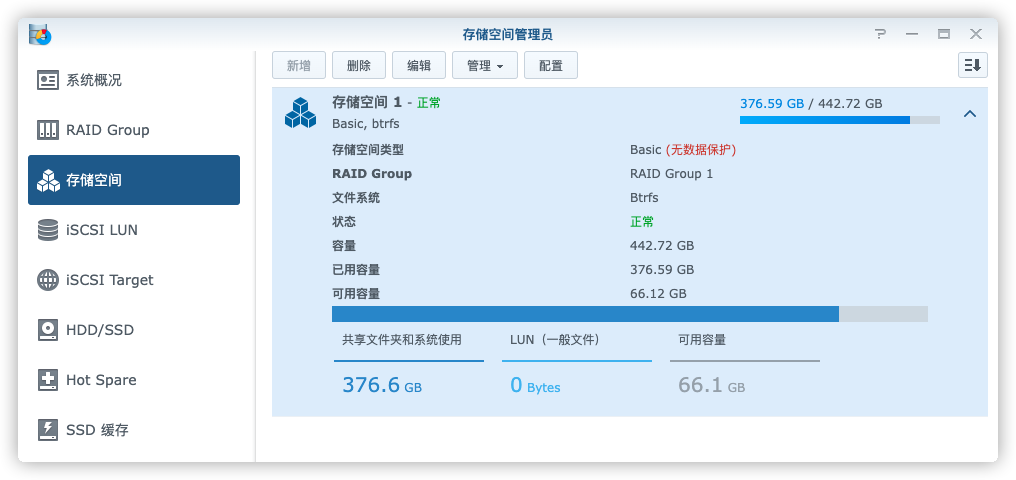 存储空间管理员
新增 删除 编辑 管理 配置
系统概况
RAID Group
存储空间
iSCSI LUN
iSCSI Target
HDD/SSD
Hot Spare
SSD 缓存
存储空间 1 - 正常
376.59 GB / 442.72 GB
Basic, btrfs
存储空间类型 Basic (无数据保护)
RAID Group RAID Group 1
文件系统 Btrfs
状态 正常
容量 442.72 GB
已用容量 376.59 GB
可用容量 66.12 GB
共享文件夹和系统使用 LUN（一般文件） 可用容量
376.6 GB 0 Bytes 66.1 GB